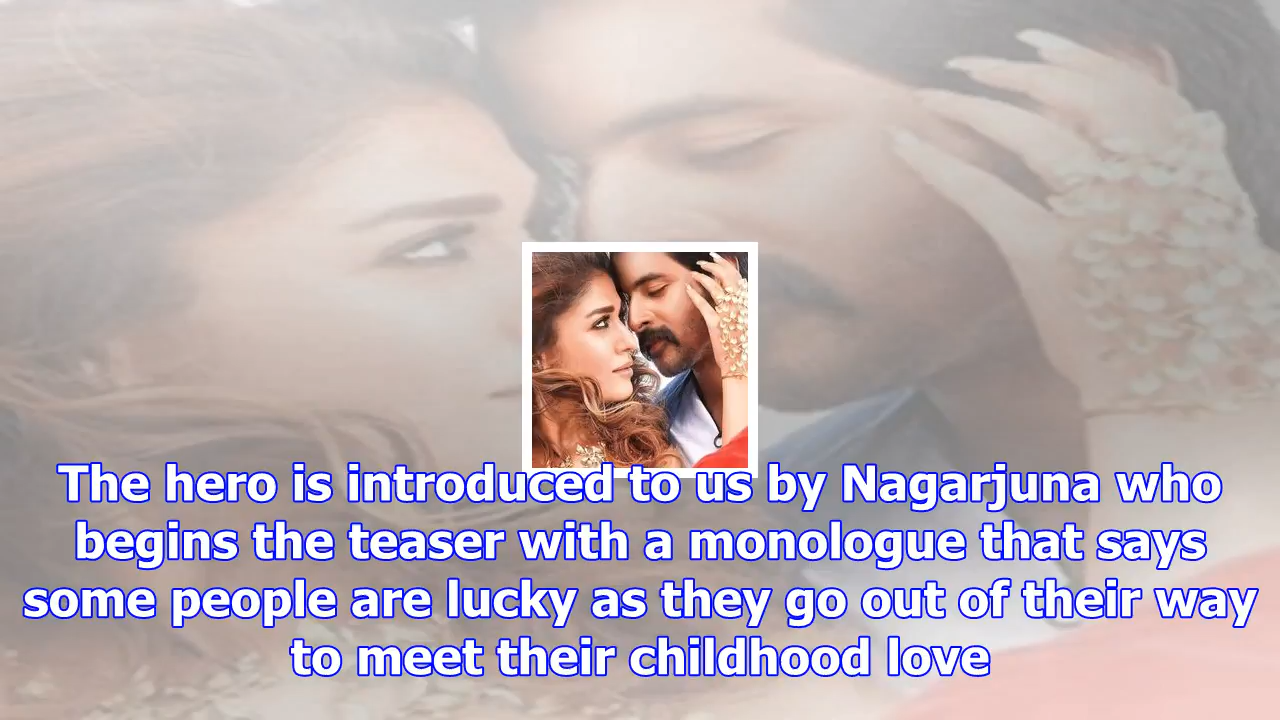 The hero is introduced to us by Nagarjuna who
begins the teaser with a monologue that says
some people are lucky as they go out of their way
to meet their childhood love